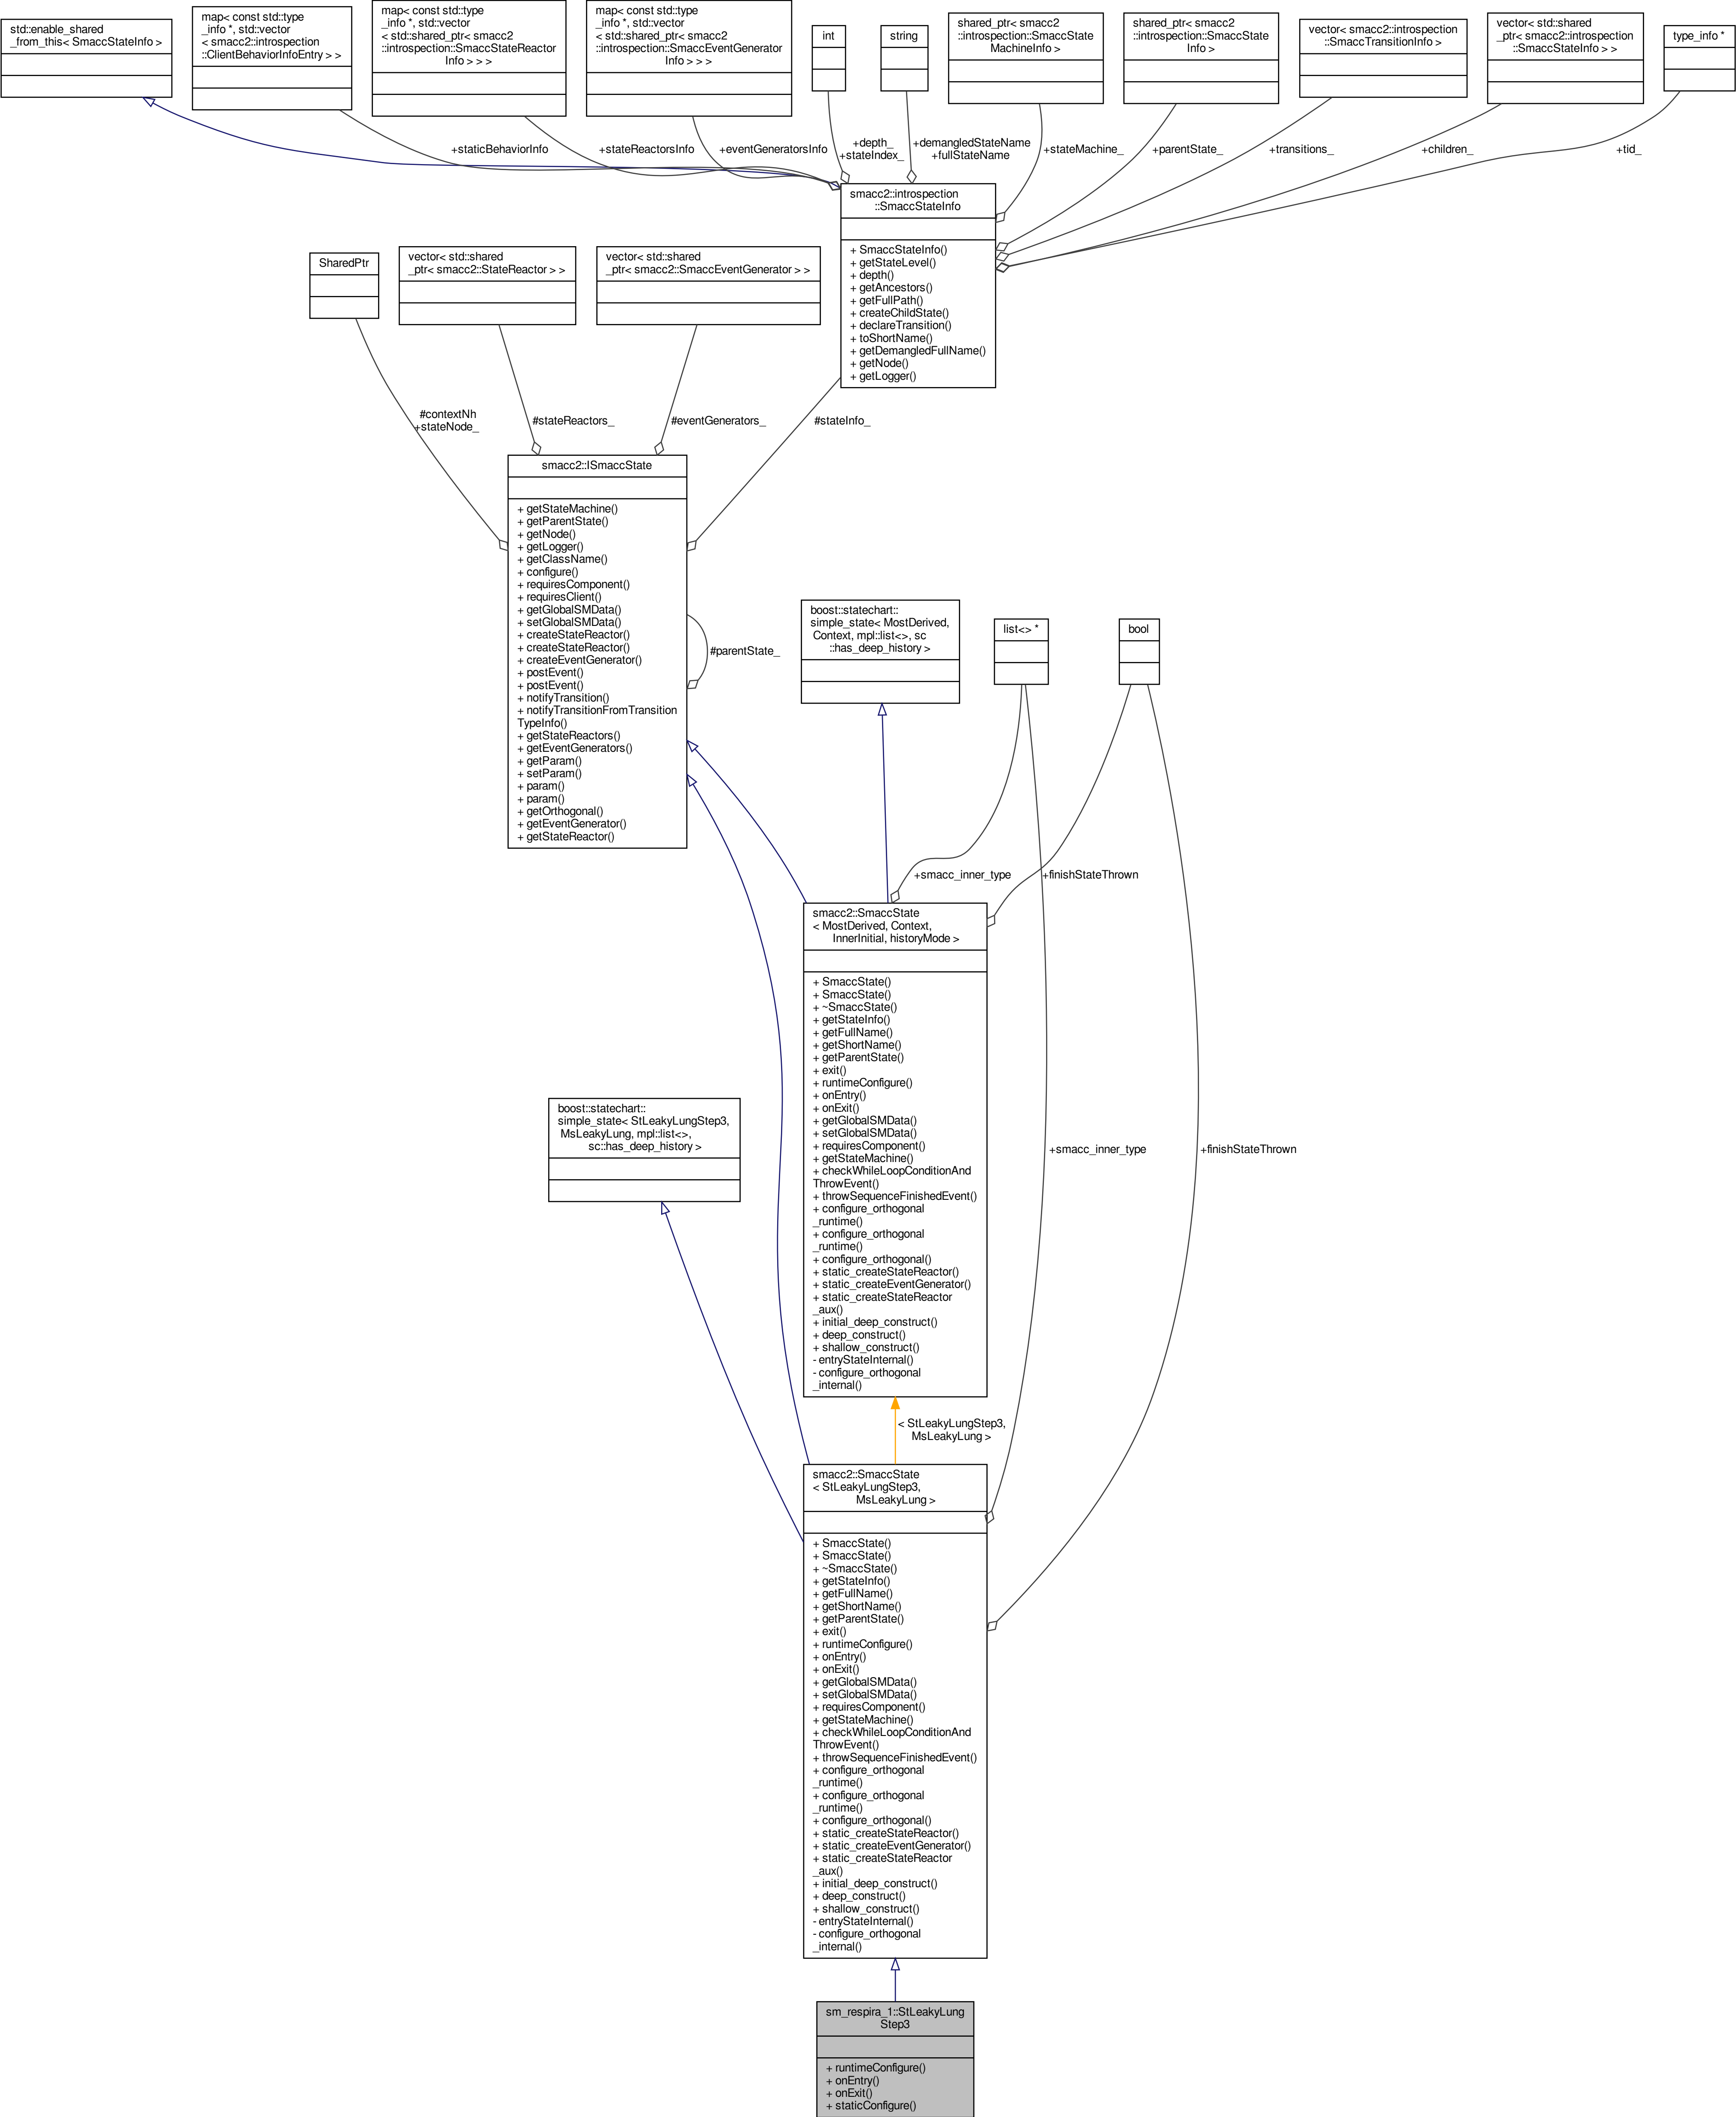 std::enable_shared
_from_this< SmaccStateInfo >
map< const std::type
_info *, std::vector
< smacc2::introspection
::ClientBehaviorInfoEntry > >
map< const std::type
_info *, std::vector
< std::shared_ptr< smacc2
::introspection::SmaccStateReactor
Info > > >
map< const std::type
_info *, std::vector
< std::shared_ptr< smacc2
::introspection::SmaccEventGenerator
Info > > >
int
string
shared_ptr< smacc2
::introspection::SmaccState
MachineInfo >
shared_ptr< smacc2
::introspection::SmaccState
Info >
vector< smacc2::introspection
::SmaccTransitionInfo >
vector< std::shared
_ptr< smacc2::introspection
::SmaccStateInfo > >
type_info *
+staticBehaviorInfo
+stateReactorsInfo
+eventGeneratorsInfo
+depth_
+stateIndex_
+demangledStateName
+fullStateName
+stateMachine_
+parentState_
+transitions_
+children_
+tid_
smacc2::introspection
::SmaccStateInfo
+ SmaccStateInfo()
+ getStateLevel()
+ depth()
+ getAncestors()
+ getFullPath()
+ createChildState()
+ declareTransition()
+ toShortName()
+ getDemangledFullName()
+ getNode()
+ getLogger()
SharedPtr
vector< std::shared
_ptr< smacc2::StateReactor > >
vector< std::shared
_ptr< smacc2::SmaccEventGenerator > >
#contextNh
+stateNode_
#stateReactors_
#eventGenerators_
#stateInfo_
smacc2::ISmaccState
+ getStateMachine()
+ getParentState()
+ getNode()
+ getLogger()
+ getClassName()
+ configure()
+ requiresComponent()
+ requiresClient()
+ getGlobalSMData()
+ setGlobalSMData()
+ createStateReactor()
+ createStateReactor()
+ createEventGenerator()
+ postEvent()
+ postEvent()
+ notifyTransition()
+ notifyTransitionFromTransition
TypeInfo()
+ getStateReactors()
+ getEventGenerators()
+ getParam()
+ setParam()
+ param()
+ param()
+ getOrthogonal()
+ getEventGenerator()
+ getStateReactor()
#parentState_
boost::statechart::
simple_state< MostDerived,
Context, mpl::list<>, sc
::has_deep_history >
list<> *
bool
+smacc_inner_type
+finishStateThrown
smacc2::SmaccState
< MostDerived, Context,
InnerInitial, historyMode >
+ SmaccState()
+ SmaccState()
+ ~SmaccState()
+ getStateInfo()
+ getFullName()
+ getShortName()
+ getParentState()
+ exit()
+ runtimeConfigure()
+ onEntry()
+ onExit()
+ getGlobalSMData()
+ setGlobalSMData()
+ requiresComponent()
+ getStateMachine()
+ checkWhileLoopConditionAnd
ThrowEvent()
+ throwSequenceFinishedEvent()
+ configure_orthogonal
_runtime()
+ configure_orthogonal
_runtime()
+ configure_orthogonal()
+ static_createStateReactor()
+ static_createEventGenerator()
+ static_createStateReactor
_aux()
+ initial_deep_construct()
+ deep_construct()
+ shallow_construct()
- entryStateInternal()
- configure_orthogonal
_internal()
boost::statechart::
simple_state< StLeakyLungStep3,
MsLeakyLung, mpl::list<>,
sc::has_deep_history >
+smacc_inner_type
+finishStateThrown
< StLeakyLungStep3,
MsLeakyLung >
smacc2::SmaccState
< StLeakyLungStep3,
MsLeakyLung >
+ SmaccState()
+ SmaccState()
+ ~SmaccState()
+ getStateInfo()
+ getFullName()
+ getShortName()
+ getParentState()
+ exit()
+ runtimeConfigure()
+ onEntry()
+ onExit()
+ getGlobalSMData()
+ setGlobalSMData()
+ requiresComponent()
+ getStateMachine()
+ checkWhileLoopConditionAnd
ThrowEvent()
+ throwSequenceFinishedEvent()
+ configure_orthogonal
_runtime()
+ configure_orthogonal
_runtime()
+ configure_orthogonal()
+ static_createStateReactor()
+ static_createEventGenerator()
+ static_createStateReactor
_aux()
+ initial_deep_construct()
+ deep_construct()
+ shallow_construct()
- entryStateInternal()
- configure_orthogonal
_internal()
sm_respira_1::StLeakyLung
Step3
+ runtimeConfigure()
+ onEntry()
+ onExit()
+ staticConfigure()